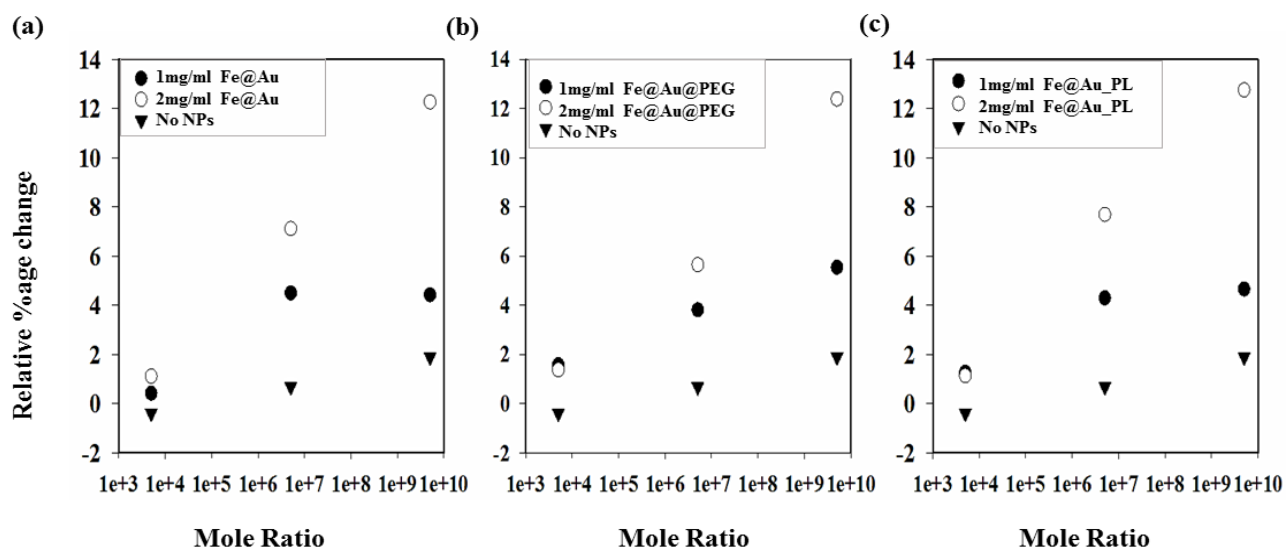 (a)
(b)
(c)
Relative %age change
14
12
10
8
6
4
2
0
-2
1mg/ml Fe@Au
2mg/ml Fe@Au
No NPs
1e+3 1e+4 1e+5 1e+6 1e+7 1e+8 1e+9 1e+10
Mole Ratio
14
12
10
8
6
4
2
0
-2
1mg/ml Fe@Au@PEG
2mg/ml Fe@Au@PEG
No NPs
1e+3 1e+4 1e+5 1e+6 1e+7 1e+8 1e+9 1e+10
Mole Ratio
14
12
10
8
6
4
2
0
-2
1mg/ml Fe@Au_PL
2mg/ml Fe@Au_PL
No NPs
1e+3 1e+4 1e+5 1e+6 1e+7 1e+8 1e+9 1e+10
Mole Ratio